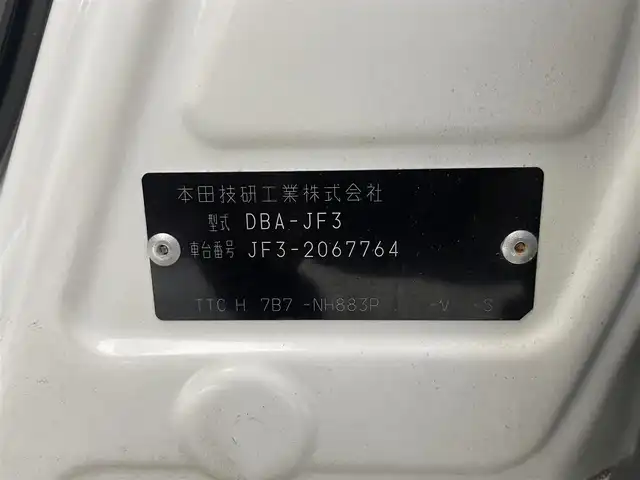 本田技研工業株式会社
型式 DBA-JF3
車台番号 JF3-2067764
TTC H 7B7 -NH883P -V -S